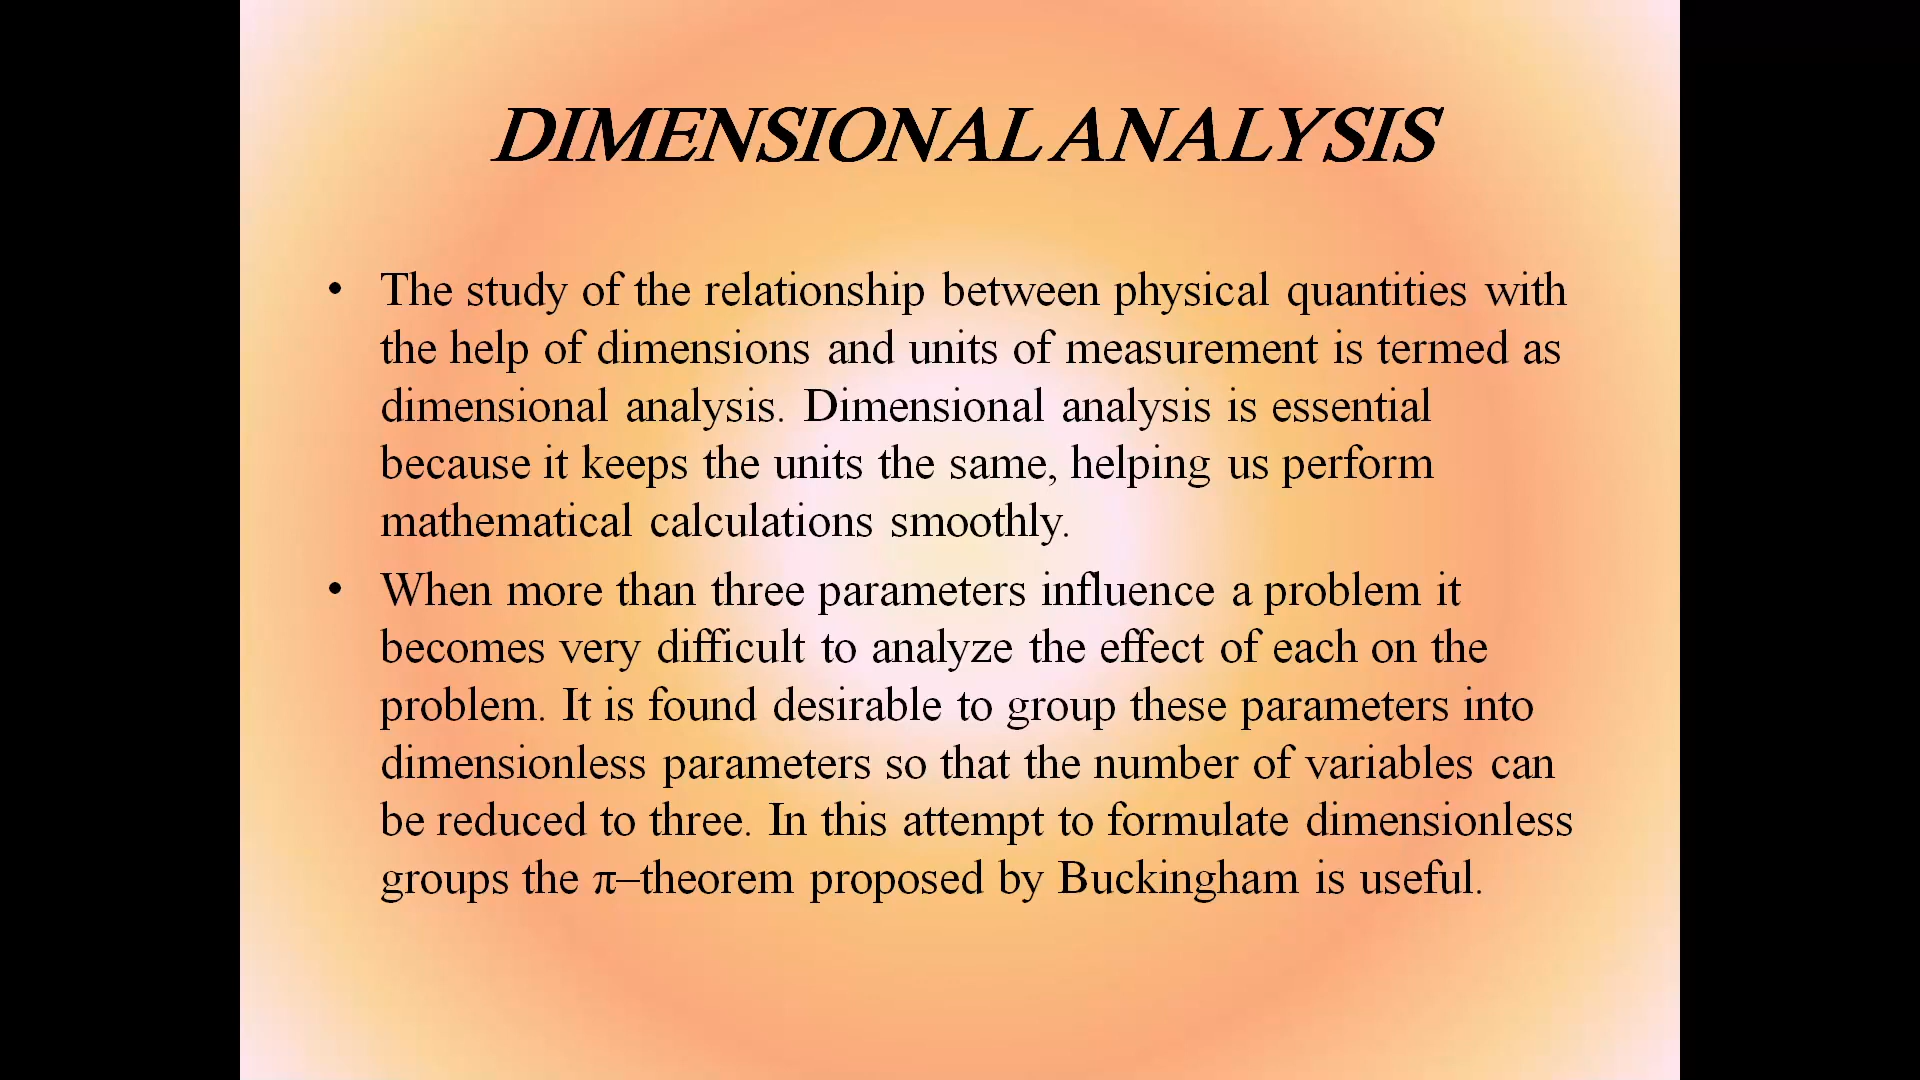 DIMENSIONAL ANALYSIS
• The study of the relationship between physical quantities with
the help of dimensions and units of measurement is termed as
dimensional analysis. Dimensional analysis is essential
because it keeps the units the same, helping us perform
mathematical calculations smoothly.
• When more than three parameters influence a problem it
becomes very difficult to analyze the effect of each on the
problem. It is found desirable to group these parameters into
dimensionless parameters so that the number of variables can
be reduced to three. In this attempt to formulate dimensionless
groups the π–theorem proposed by Buckingham is useful.